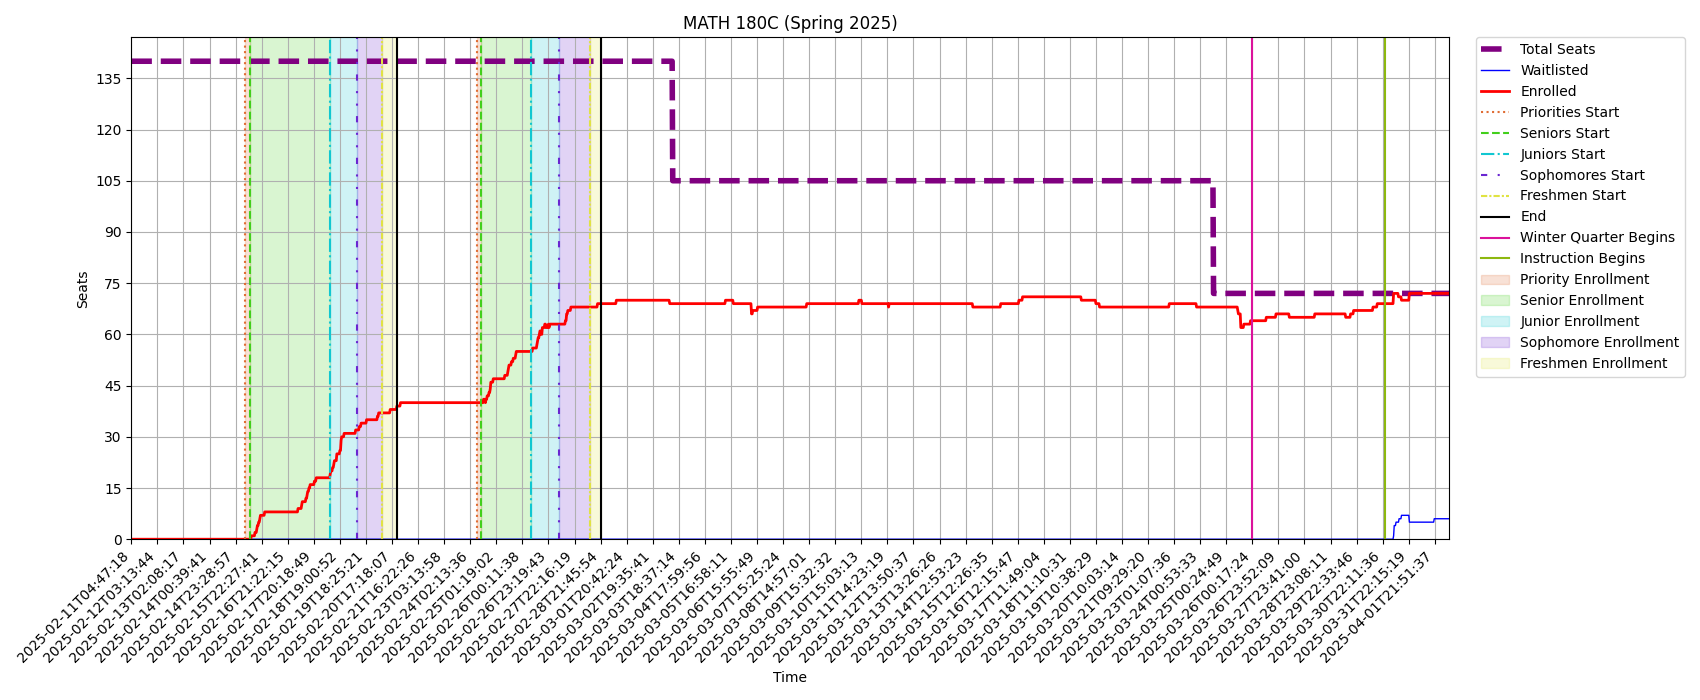 MATH 180C (Spring 2025)
Seats
135
120
105
90
75
60
45
30
15
0
2025-02-11T04:47:18
2025-02-12T03:13:44
2025-02-13T02:08:17
2025-02-14T00:39:41
2025-02-14T23:28:57
2025-02-15T22:27:41
2025-02-16T21:22:15
2025-02-17T20:18:49
2025-02-18T19:00:52
2025-02-19T18:25:21
2025-02-20T17:18:07
2025-02-21T16:22:26
2025-02-23T03:13:58
2025-02-24T02:13:36
2025-02-25T01:19:02
2025-02-26T00:11:38
2025-02-26T23:19:43
2025-02-27T22:16:19
2025-02-28T21:45:54
2025-03-01T20:42:24
2025-03-02T19:35:41
2025-03-03T18:37:14
2025-03-04T17:59:56
2025-03-05T16:58:11
2025-03-06T15:55:49
2025-03-07T15:25:24
2025-03-08T14:57:01
2025-03-09T15:32:32
2025-03-10T15:03:13
2025-03-11T14:23:19
2025-03-12T13:50:37
2025-03-13T13:26:26
2025-03-14T12:53:23
2025-03-15T12:26:35
2025-03-16T12:15:47
2025-03-17T11:49:04
2025-03-18T11:10:31
2025-03-19T10:38:29
2025-03-20T10:03:14
2025-03-21T09:29:20
2025-03-23T01:07:36
2025-03-24T00:53:33
2025-03-25T00:24:49
2025-03-26T00:17:24
2025-03-26T23:52:09
2025-03-27T23:41:00
2025-03-28T23:08:11
2025-03-29T22:33:46
2025-03-30T22:11:36
2025-03-31T22:15:19
2025-04-01T21:51:37
Time
Total Seats
Waitlisted
Enrolled
Priorities Start
Seniors Start
Juniors Start
Sophomores Start
Freshmen Start
End
Winter Quarter Begins
Instruction Begins
Priority Enrollment
Senior Enrollment
Junior Enrollment
Sophomore Enrollment
Freshmen Enrollment